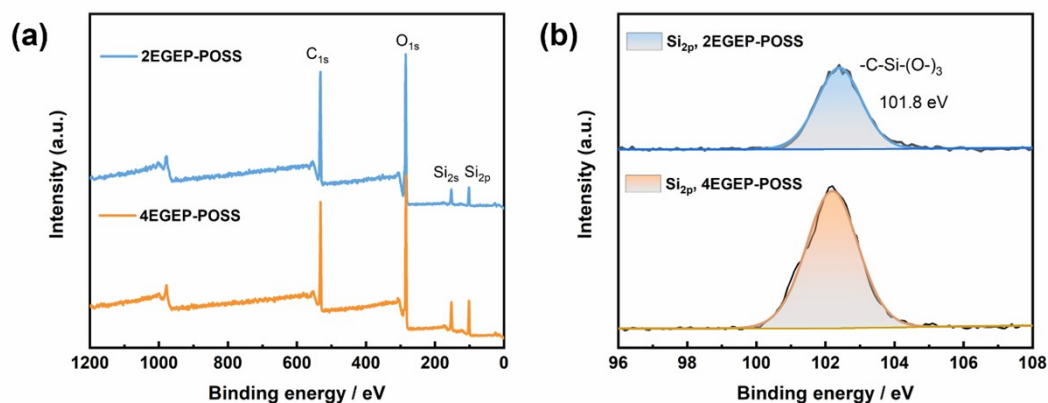 (a)
2EGEP-POSS
C1s
O1s
Si2s Si2p
4EGEP-POSS
Intensity (a.u.)
1200 1000 800 600 400 200 0
Binding energy / eV
(b)
Si2p, 2EGEP-POSS
-C-Si-(O-)3
101.8 eV
Si2p, 4EGEP-POSS
Intensity (a.u.)
96 98 100 102 104 106 108
Binding energy / eV